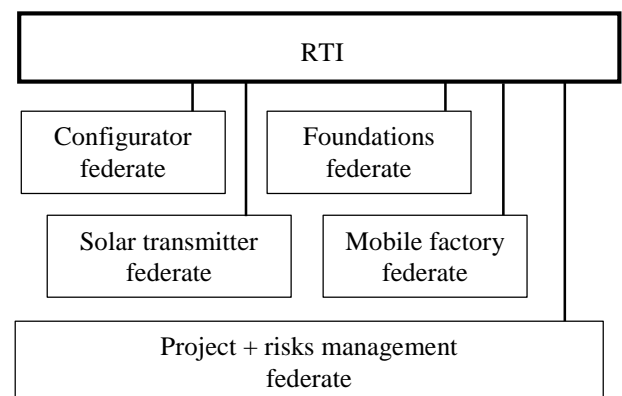 RTI
Configurator
federate
Foundations
federate
Solar transmitter
federate
Mobile factory
federate
Project + risks management
federate